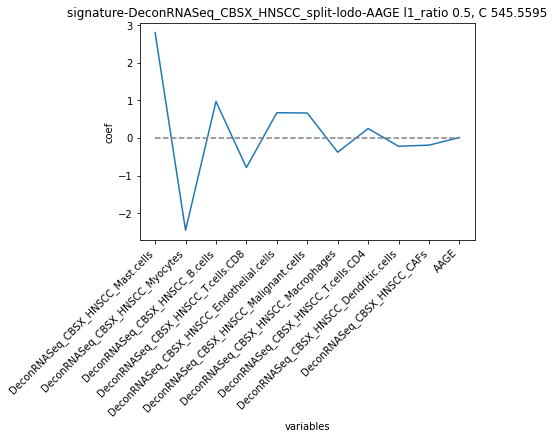 signature-DeconRNASeq_CBSX_HNSCC_split-lodo-AAGE l1_ratio 0.5, C 545.5595
3
2
1
0
−1
−2
coef
DeconRNASeq_CBSX_HNSCC_Mast.cells
DeconRNASeq_CBSX_HNSCC_Myocytes
DeconRNASeq_CBSX_HNSCC_B.cells
DeconRNASeq_CBSX_HNSCC_T.cells.CD8
DeconRNASeq_CBSX_HNSCC_Endothelial.cells
DeconRNASeq_CBSX_HNSCC_Malignant.cells
DeconRNASeq_CBSX_HNSCC_Macrophages
DeconRNASeq_CBSX_HNSCC_T.cells.CD4
DeconRNASeq_CBSX_HNSCC_Dendritic.cells
DeconRNASeq_CBSX_HNSCC_CAFs
AAGE
variables